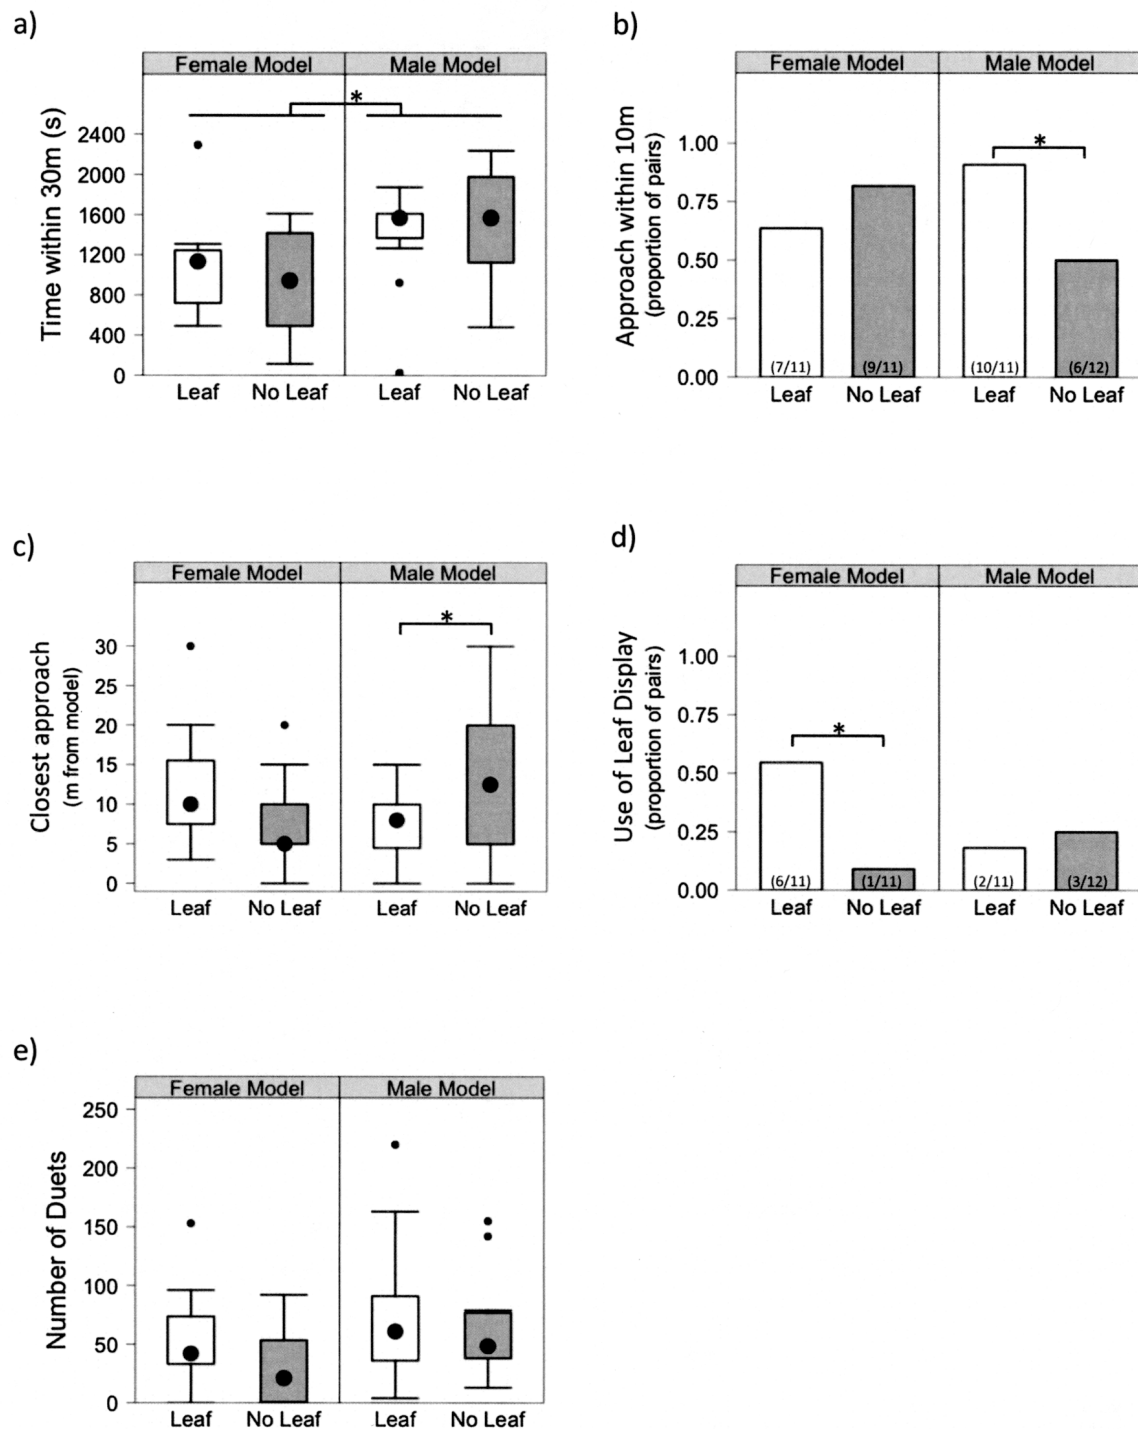 a)
Female Model Male Model
*
Time within 30m (s)
2400
2000
1600
1200
800
400
0
Leaf No Leaf Leaf No Leaf
b)
Female Model Male Model
*
Approach within 10m
(proportion of pairs)
1.00
0.75
0.50
0.25
0.00
(7/11) (9/11) (10/11) (6/12)
Leaf No Leaf Leaf No Leaf
c)
Female Model Male Model
*
Closest approach
(m from model)
30
25
20
15
10
5
0
Leaf No Leaf Leaf No Leaf
d)
Female Model Male Model
*
Use of Leaf Display
(proportion of pairs)
1.00
0.75
0.50
0.25
0.00
(6/11) (1/11) (2/11) (3/12)
Leaf No Leaf Leaf No Leaf
e)
Female Model Male Model
Number of Duets
250
200
150
100
50
0
Leaf No Leaf Leaf No Leaf